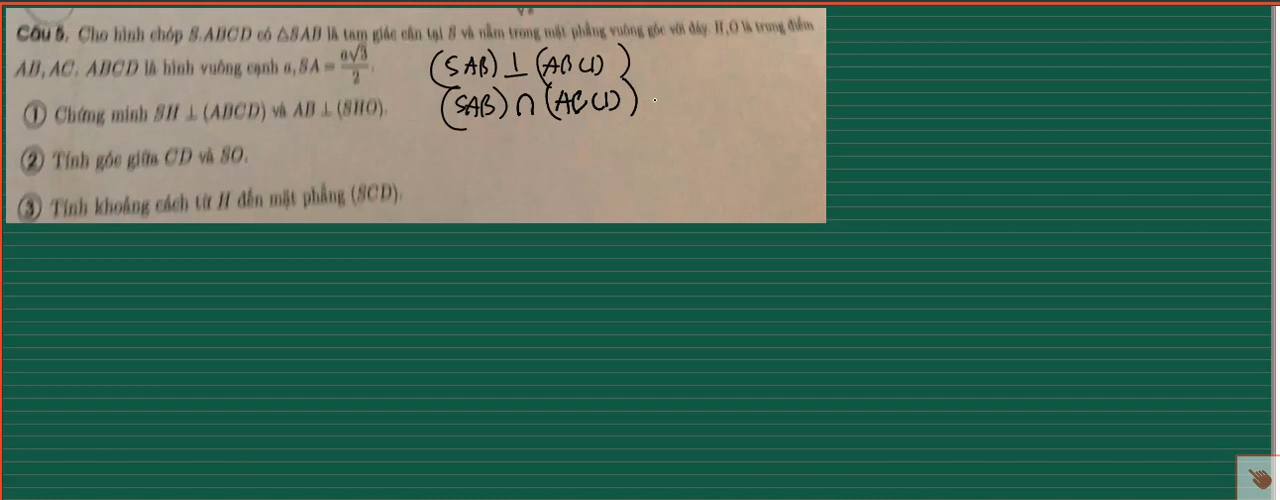 Câu 5. Cho hình chóp S.ABCD có △SAB là tam giác cân tại S và nằm trong mặt phẳng vuông góc với đáy. H,O là trung điểm
AB, AC. ABCD là hình vuông cạnh a, SA = a√3/2.
(SAB) ⊥ (ABCD)
(SAB) ∩ (ABCD)
① Chứng minh SH ⊥ (ABCD) và AB ⊥ (SHO).
② Tính góc giữa CD và SO.
③ Tính khoảng cách từ H đến mặt phẳng (SCD).